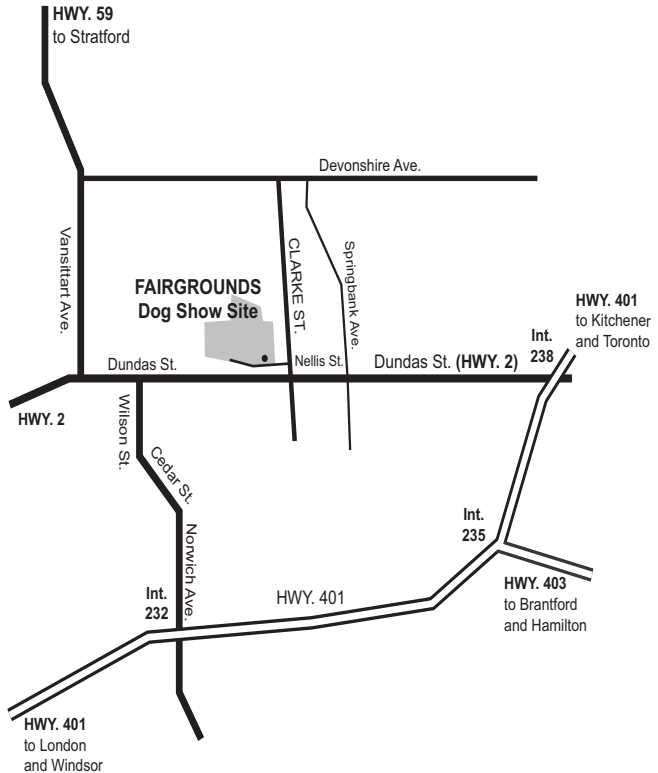 HWY. 59
to Stratford
Devonshire Ave.
Vansittart Ave.
CLARKE ST.
Springbank Ave.
FAIRGROUNDS
Dog Show Site
HWY. 401
to Kitchener
and Toronto
Int.
238
Dundas St.
Nellis St.
Dundas St. (HWY. 2)
HWY. 2
Wilson St.
Cedar St.
Norwich Ave.
Int.
235
Int.
232
HWY. 401
HWY. 403
to Brantford
and Hamilton
HWY. 401
to London
and Windsor